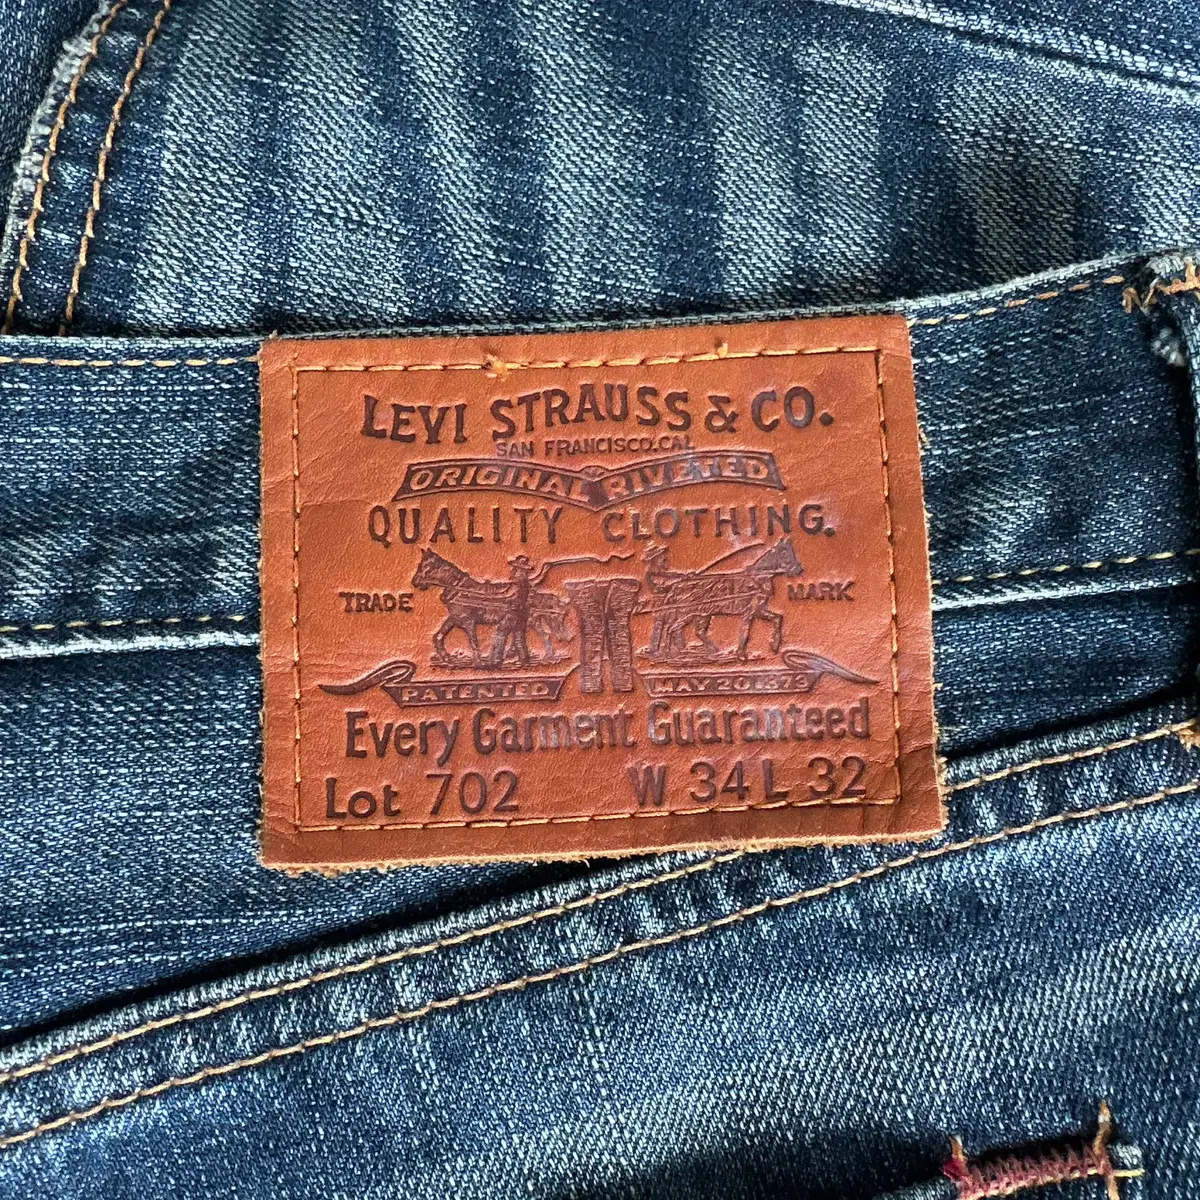 LEVI STRAUSS & CO.
SAN FRANCISCO.CAL
ORIGINAL RIVETED
QUALITY CLOTHING.
TRADE MARK
PATENTED MAY 20 1873
Every Garment Guaranteed
Lot 702 W 34 L 32